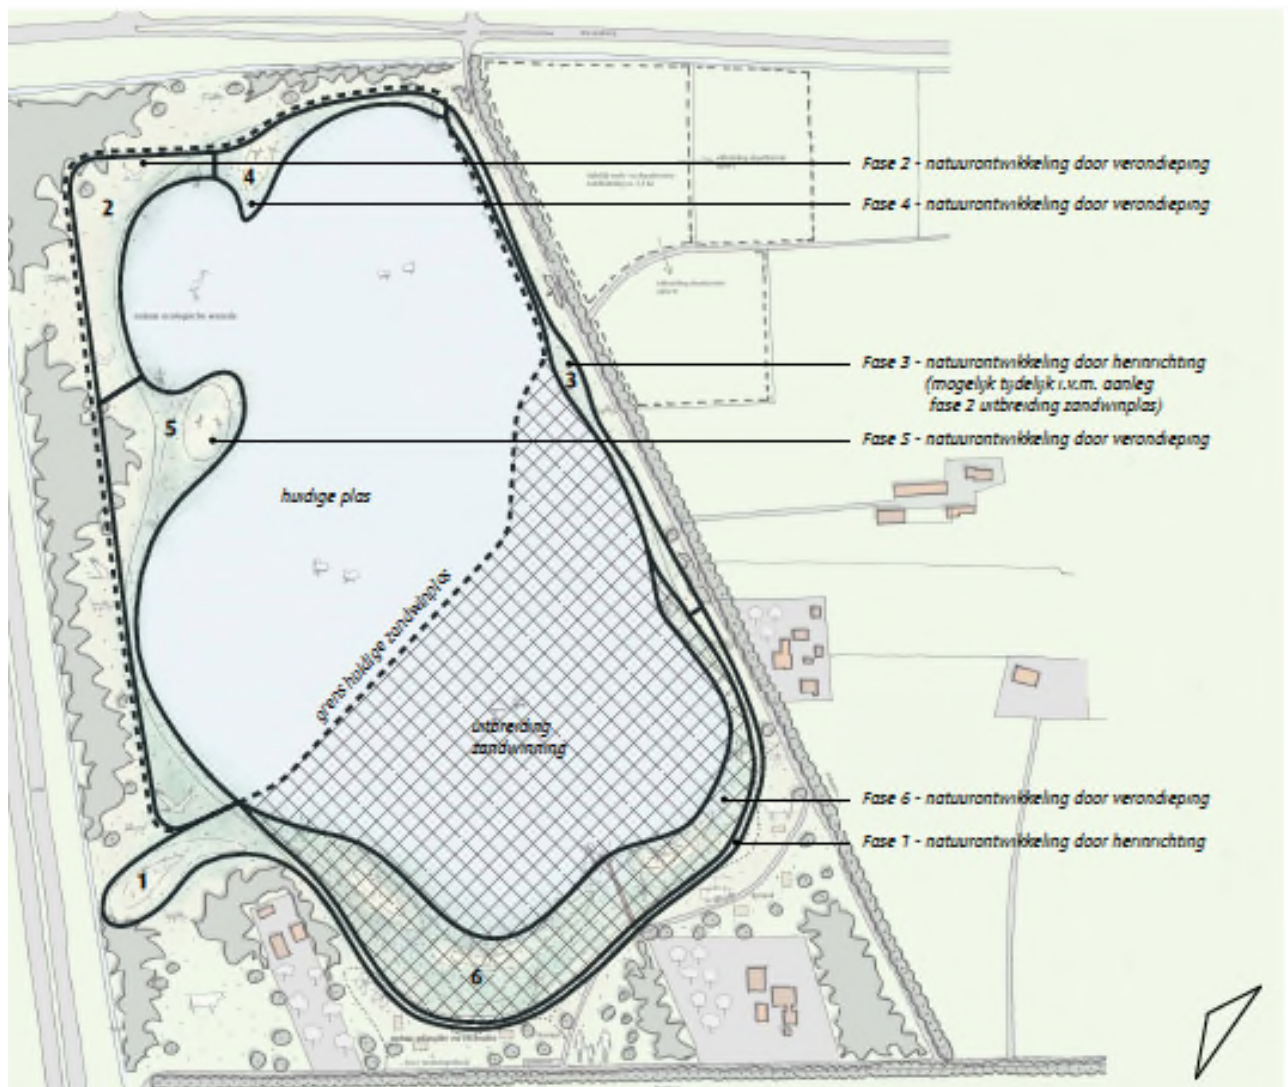 Fase 2 - natuurontwikkeling door verondieping
4
Fase 4 - natuurontwikkeling door verondieping
2
Fase 3 - natuurontwikkeling door herinrichting
(mogelijk tijdelijk i.v.m. aanleg
fase 2 uitbreiding zandwinplas)
3
5
Fase 5 - natuurontwikkeling door verondieping
huidige plas
grens huidige zandwinplas
uitbreiding
zandwinning
Fase 6 - natuurontwikkeling door verondieping
Fase 1 - natuurontwikkeling door herinrichting
1
6